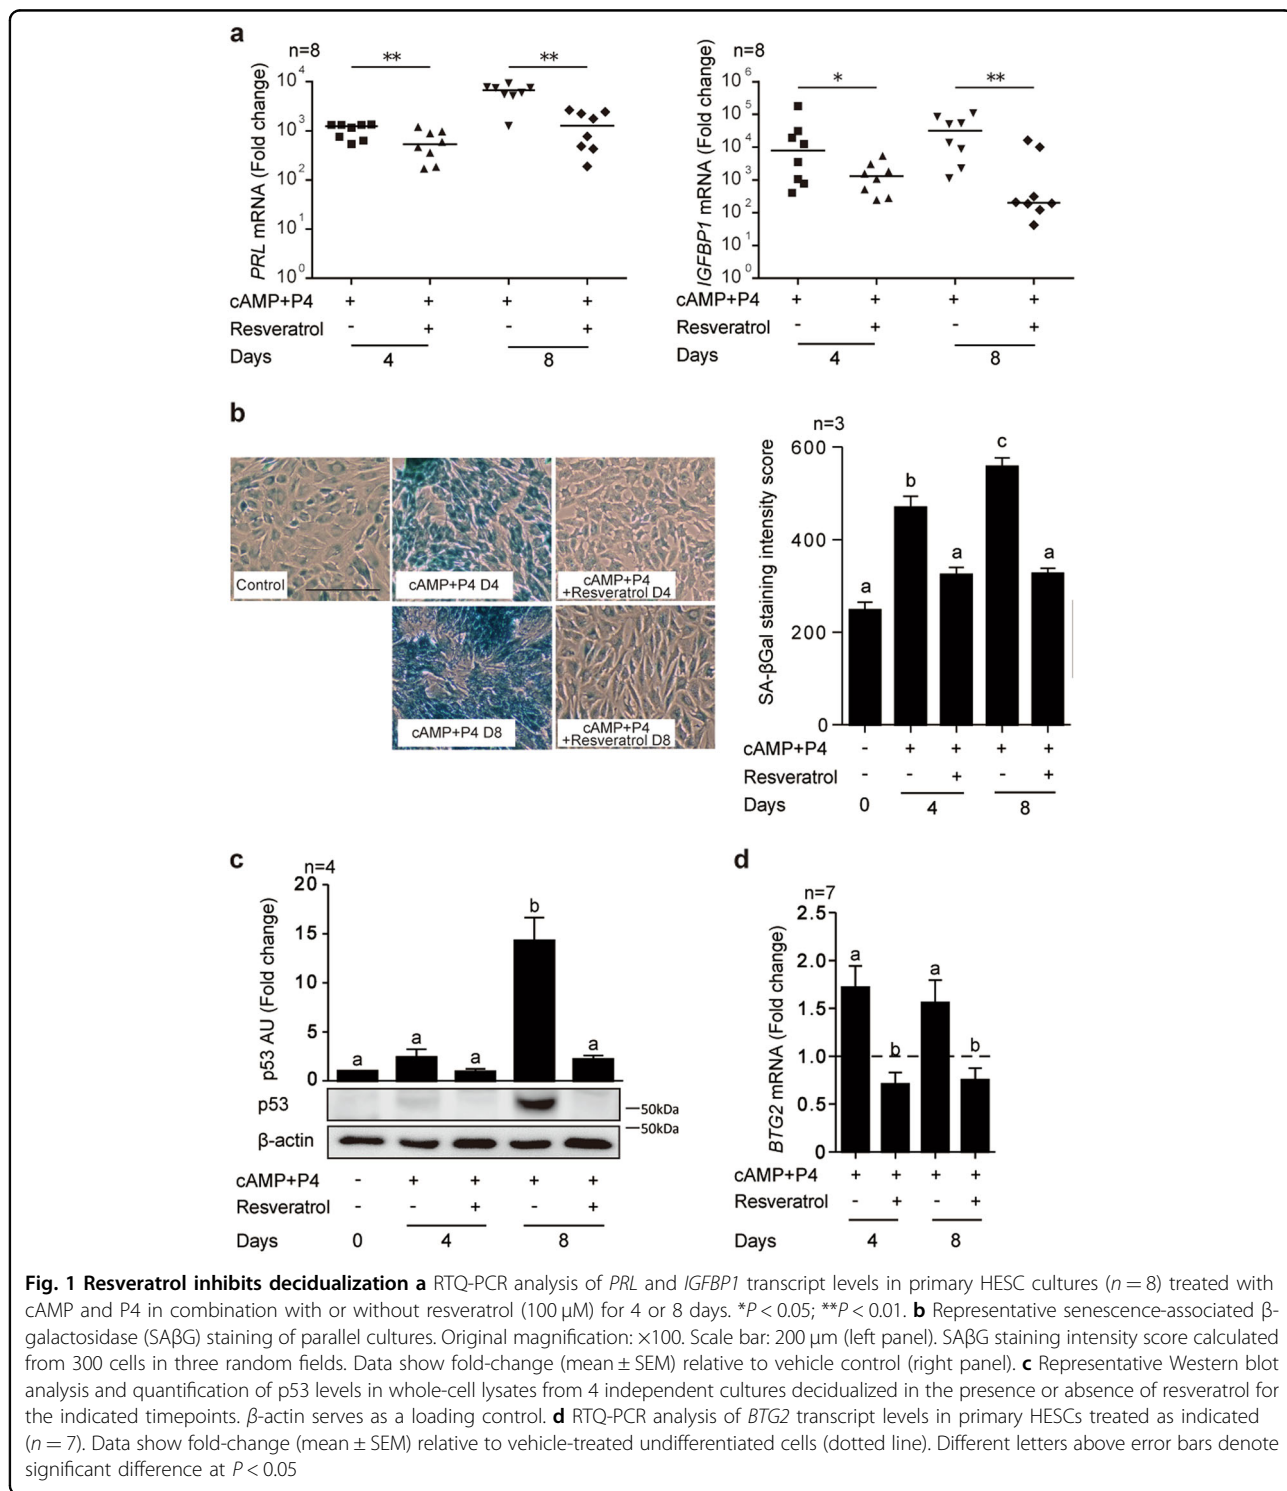 a
n=8
**
**
PRL mRNA (Fold change)
10^4
10^3
10^2
10^1
10^0
cAMP+P4 + + + +
Resveratrol - + - +
Days 4 8
n=8
*
**
IGFBP1 mRNA (Fold change)
10^6
10^5
10^4
10^3
10^2
10^1
10^0
cAMP+P4 + + + +
Resveratrol - + - +
Days 4 8
b
Control
cAMP+P4 D4
cAMP+P4
+Resveratrol D4
cAMP+P4 D8
cAMP+P4
+Resveratrol D8
n=3
SA-βGal staining intensity score
600
400
200
0
a b a c a
cAMP+P4 - + + + +
Resveratrol - - + - +
Days 0 4 8
c
n=4
p53 AU (Fold change)
20
15
10
5
0
a a a b a
p53
50kDa
50kDa
β-actin
cAMP+P4 - + + + +
Resveratrol - - + - +
Days 0 4 8
d
n=7
BTG2 mRNA (Fold change)
2.5
2.0
1.5
1.0
0.5
0
a b a b
cAMP+P4 + + + +
Resveratrol - + - +
Days 4 8
Fig. 1 Resveratrol inhibits decidualization a RTQ-PCR analysis of PRL and IGFBP1 transcript levels in primary HESC cultures (n = 8) treated with
cAMP and P4 in combination with or without resveratrol (100 μM) for 4 or 8 days. *P < 0.05; **P < 0.01. b Representative senescence-associated β-
galactosidase (SAβG) staining of parallel cultures. Original magnification: ×100. Scale bar: 200 μm (left panel). SAβG staining intensity score calculated
from 300 cells in three random fields. Data show fold-change (mean ± SEM) relative to vehicle control (right panel). c Representative Western blot
analysis and quantification of p53 levels in whole-cell lysates from 4 independent cultures decidualized in the presence or absence of resveratrol for
the indicated timepoints. β-actin serves as a loading control. d RTQ-PCR analysis of BTG2 transcript levels in primary HESCs treated as indicated
(n = 7). Data show fold-change (mean ± SEM) relative to vehicle-treated undifferentiated cells (dotted line). Different letters above error bars denote
significant difference at P < 0.05